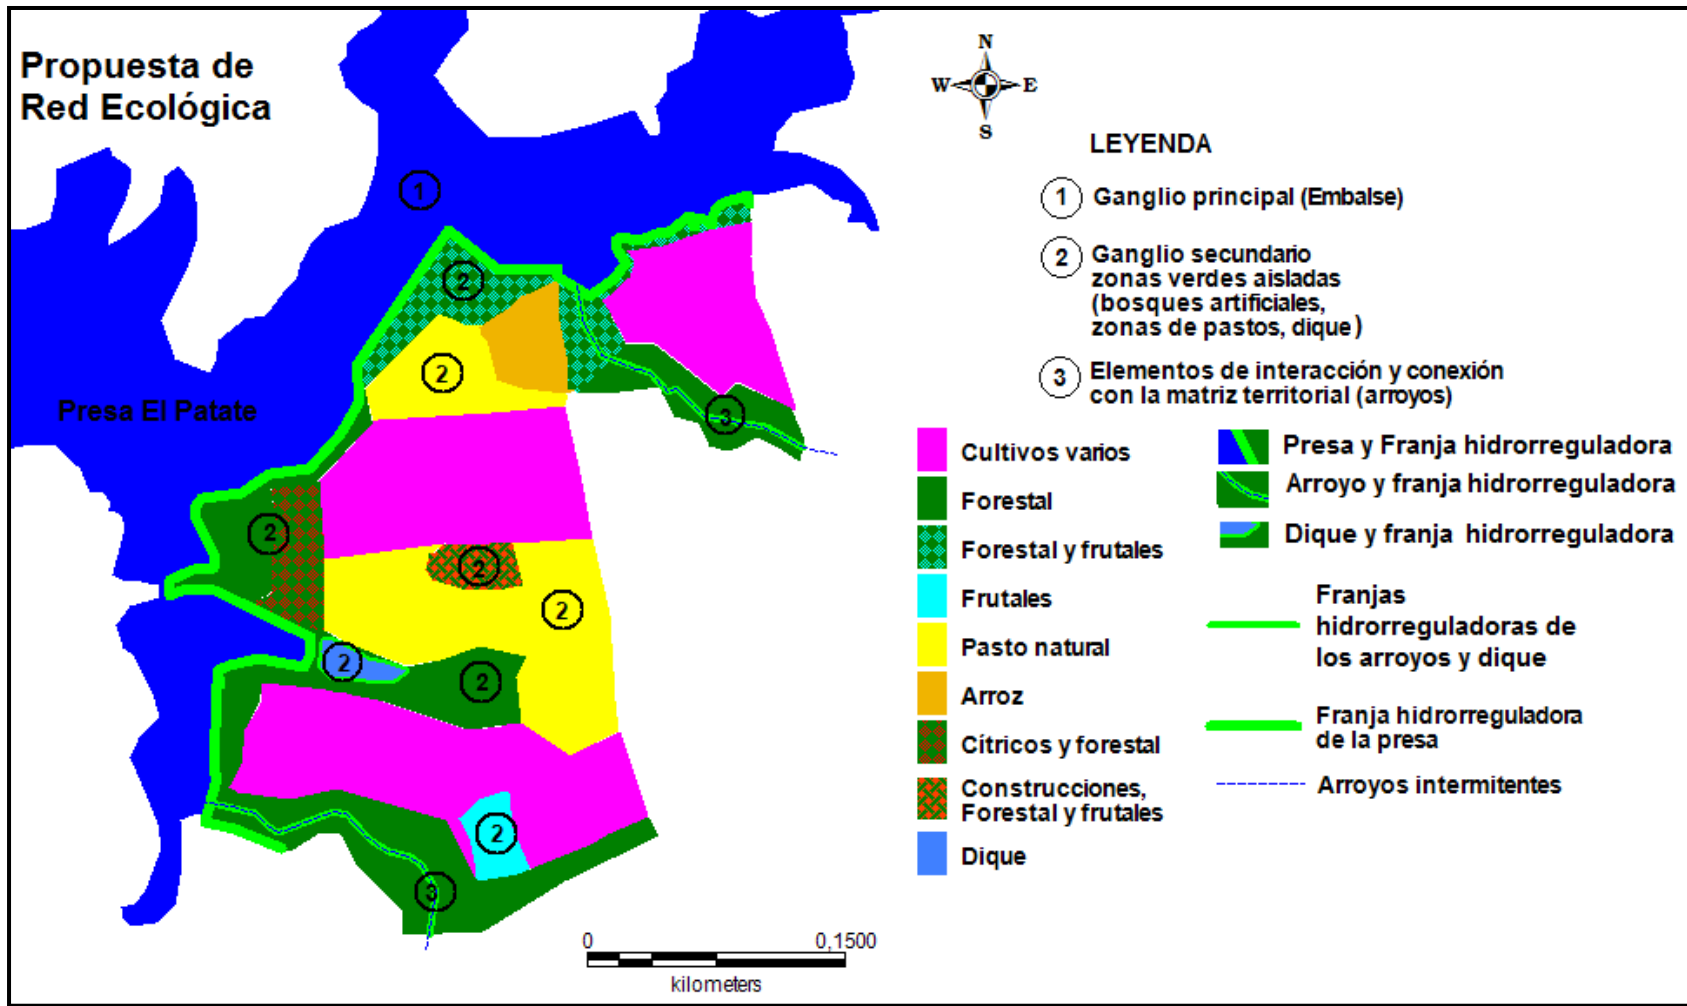 Propuesta de
Red Ecológica
N
W
E
S
1
2
2
3
Presa El Patate
2
2
2
2
2
2
3
LEYENDA
1 Ganglio principal (Embalse)
2 Ganglio secundario
zonas verdes aisladas
(bosques artificiales,
zonas de pastos, dique)
3 Elementos de interacción y conexión
con la matriz territorial (arroyos)
Cultivos varios
Forestal
Forestal y frutales
Frutales
Pasto natural
Arroz
Cítricos y forestal
Construcciones,
Forestal y frutales
Dique
Presa y Franja hidrorreguladora
Arroyo y franja hidrorreguladora
Dique y franja hidrorreguladora
Franjas
hidrorreguladoras de
los arroyos y dique
Franja hidrorreguladora
de la presa
Arroyos intermitentes
0 0,1500
kilometers